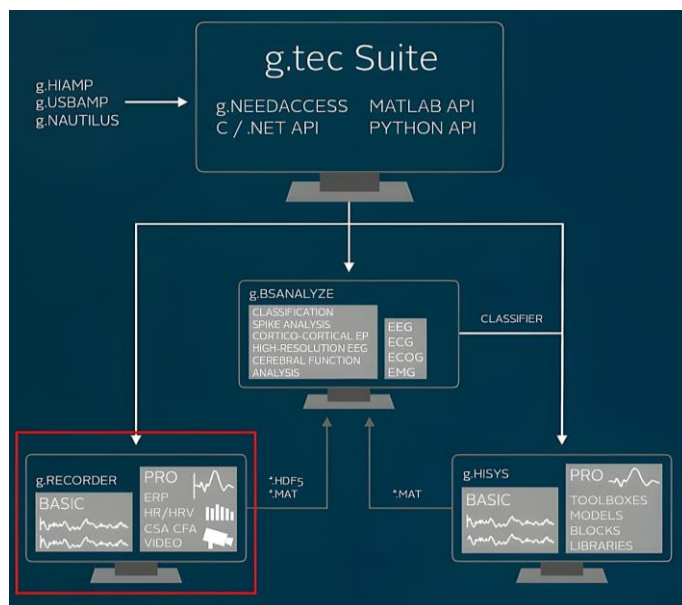 g.tec Suite
g.HIAMP
g.USBAMP
g.NAUTILUS
g.NEEDACCESS
C / .NET API
MATLAB API
PYTHON API
g.BSANALYZE
CLASSIFICATION
SPIKE ANALYSIS
CORTICO-CORTICAL EP
HIGH-RESOLUTION EEG
CEREBRAL FUNCTION
ANALYSIS
EEG
ECG
ECOG
EMG
CLASSIFIER
g.RECORDER
BASIC
PRO
ERP
HR/HRV
CSA CFA
VIDEO
*.HDF5
*.MAT
*.MAT
g.HISYS
BASIC
PRO
TOOLBOXES
MODELS
BLOCKS
LIBRARIES